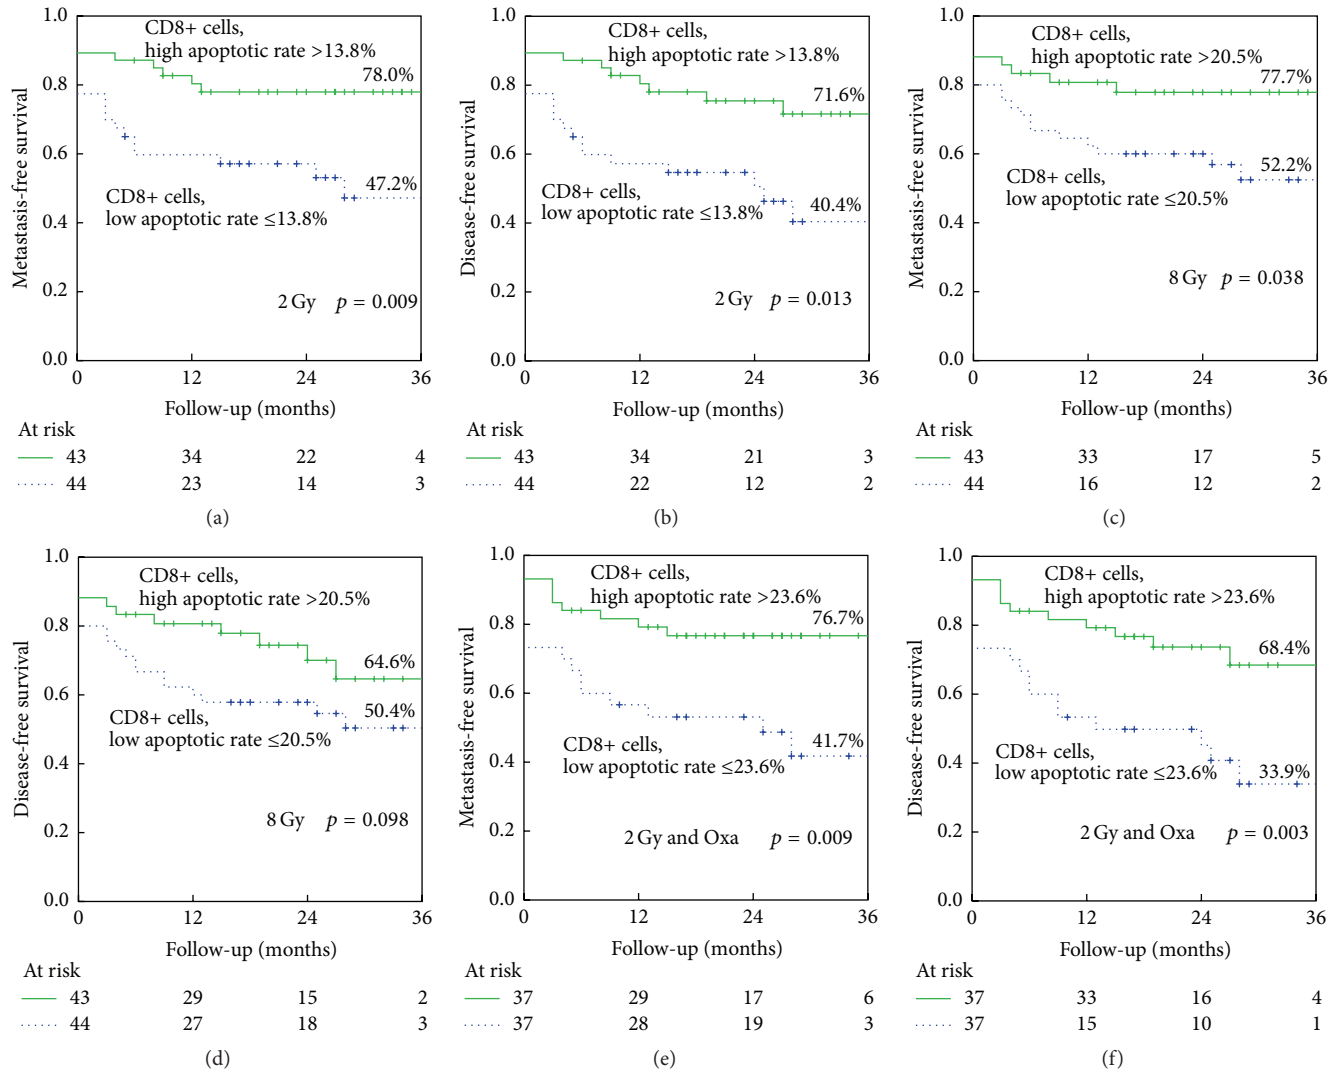 1.0
0.8
0.6
0.4
0.2
0.0
Metastasis-free survival
CD8+ cells,
high apoptotic rate >13.8%
78.0%
47.2%
CD8+ cells,
low apoptotic rate ≤13.8%
2 Gy p = 0.009
0 12 24 36
Follow-up (months)
At risk
43 34 22 4
44 23 14 3
(a)
1.0
0.8
0.6
0.4
0.2
0.0
Disease-free survival
CD8+ cells,
high apoptotic rate >13.8%
71.6%
CD8+ cells,
low apoptotic rate ≤13.8%
40.4%
2 Gy p = 0.013
0 12 24 36
Follow-up (months)
At risk
43 34 21 3
44 22 12 2
(b)
1.0
0.8
0.6
0.4
0.2
0.0
Metastasis-free survival
CD8+ cells,
high apoptotic rate >20.5%
77.7%
52.2%
CD8+ cells,
low apoptotic rate ≤20.5%
8 Gy p = 0.038
0 12 24 36
Follow-up (months)
At risk
43 33 17 5
44 16 12 2
(c)
1.0
0.8
0.6
0.4
0.2
0.0
Disease-free survival
CD8+ cells,
high apoptotic rate >20.5%
64.6%
50.4%
CD8+ cells,
low apoptotic rate ≤20.5%
8 Gy p = 0.098
0 12 24 36
Follow-up (months)
At risk
43 29 15 2
44 27 18 3
(d)
1.0
0.8
0.6
0.4
0.2
0.0
Metastasis-free survival
CD8+ cells,
high apoptotic rate >23.6%
76.7%
41.7%
CD8+ cells,
low apoptotic rate ≤23.6%
2 Gy and Oxa p = 0.009
0 12 24 36
Follow-up (months)
At risk
37 29 17 6
37 28 19 3
(e)
1.0
0.8
0.6
0.4
0.2
0.0
Disease-free survival
CD8+ cells,
high apoptotic rate >23.6%
68.4%
CD8+ cells,
low apoptotic rate ≤23.6%
33.9%
2 Gy and Oxa p = 0.003
0 12 24 36
Follow-up (months)
At risk
37 33 16 4
37 15 10 1
(f)